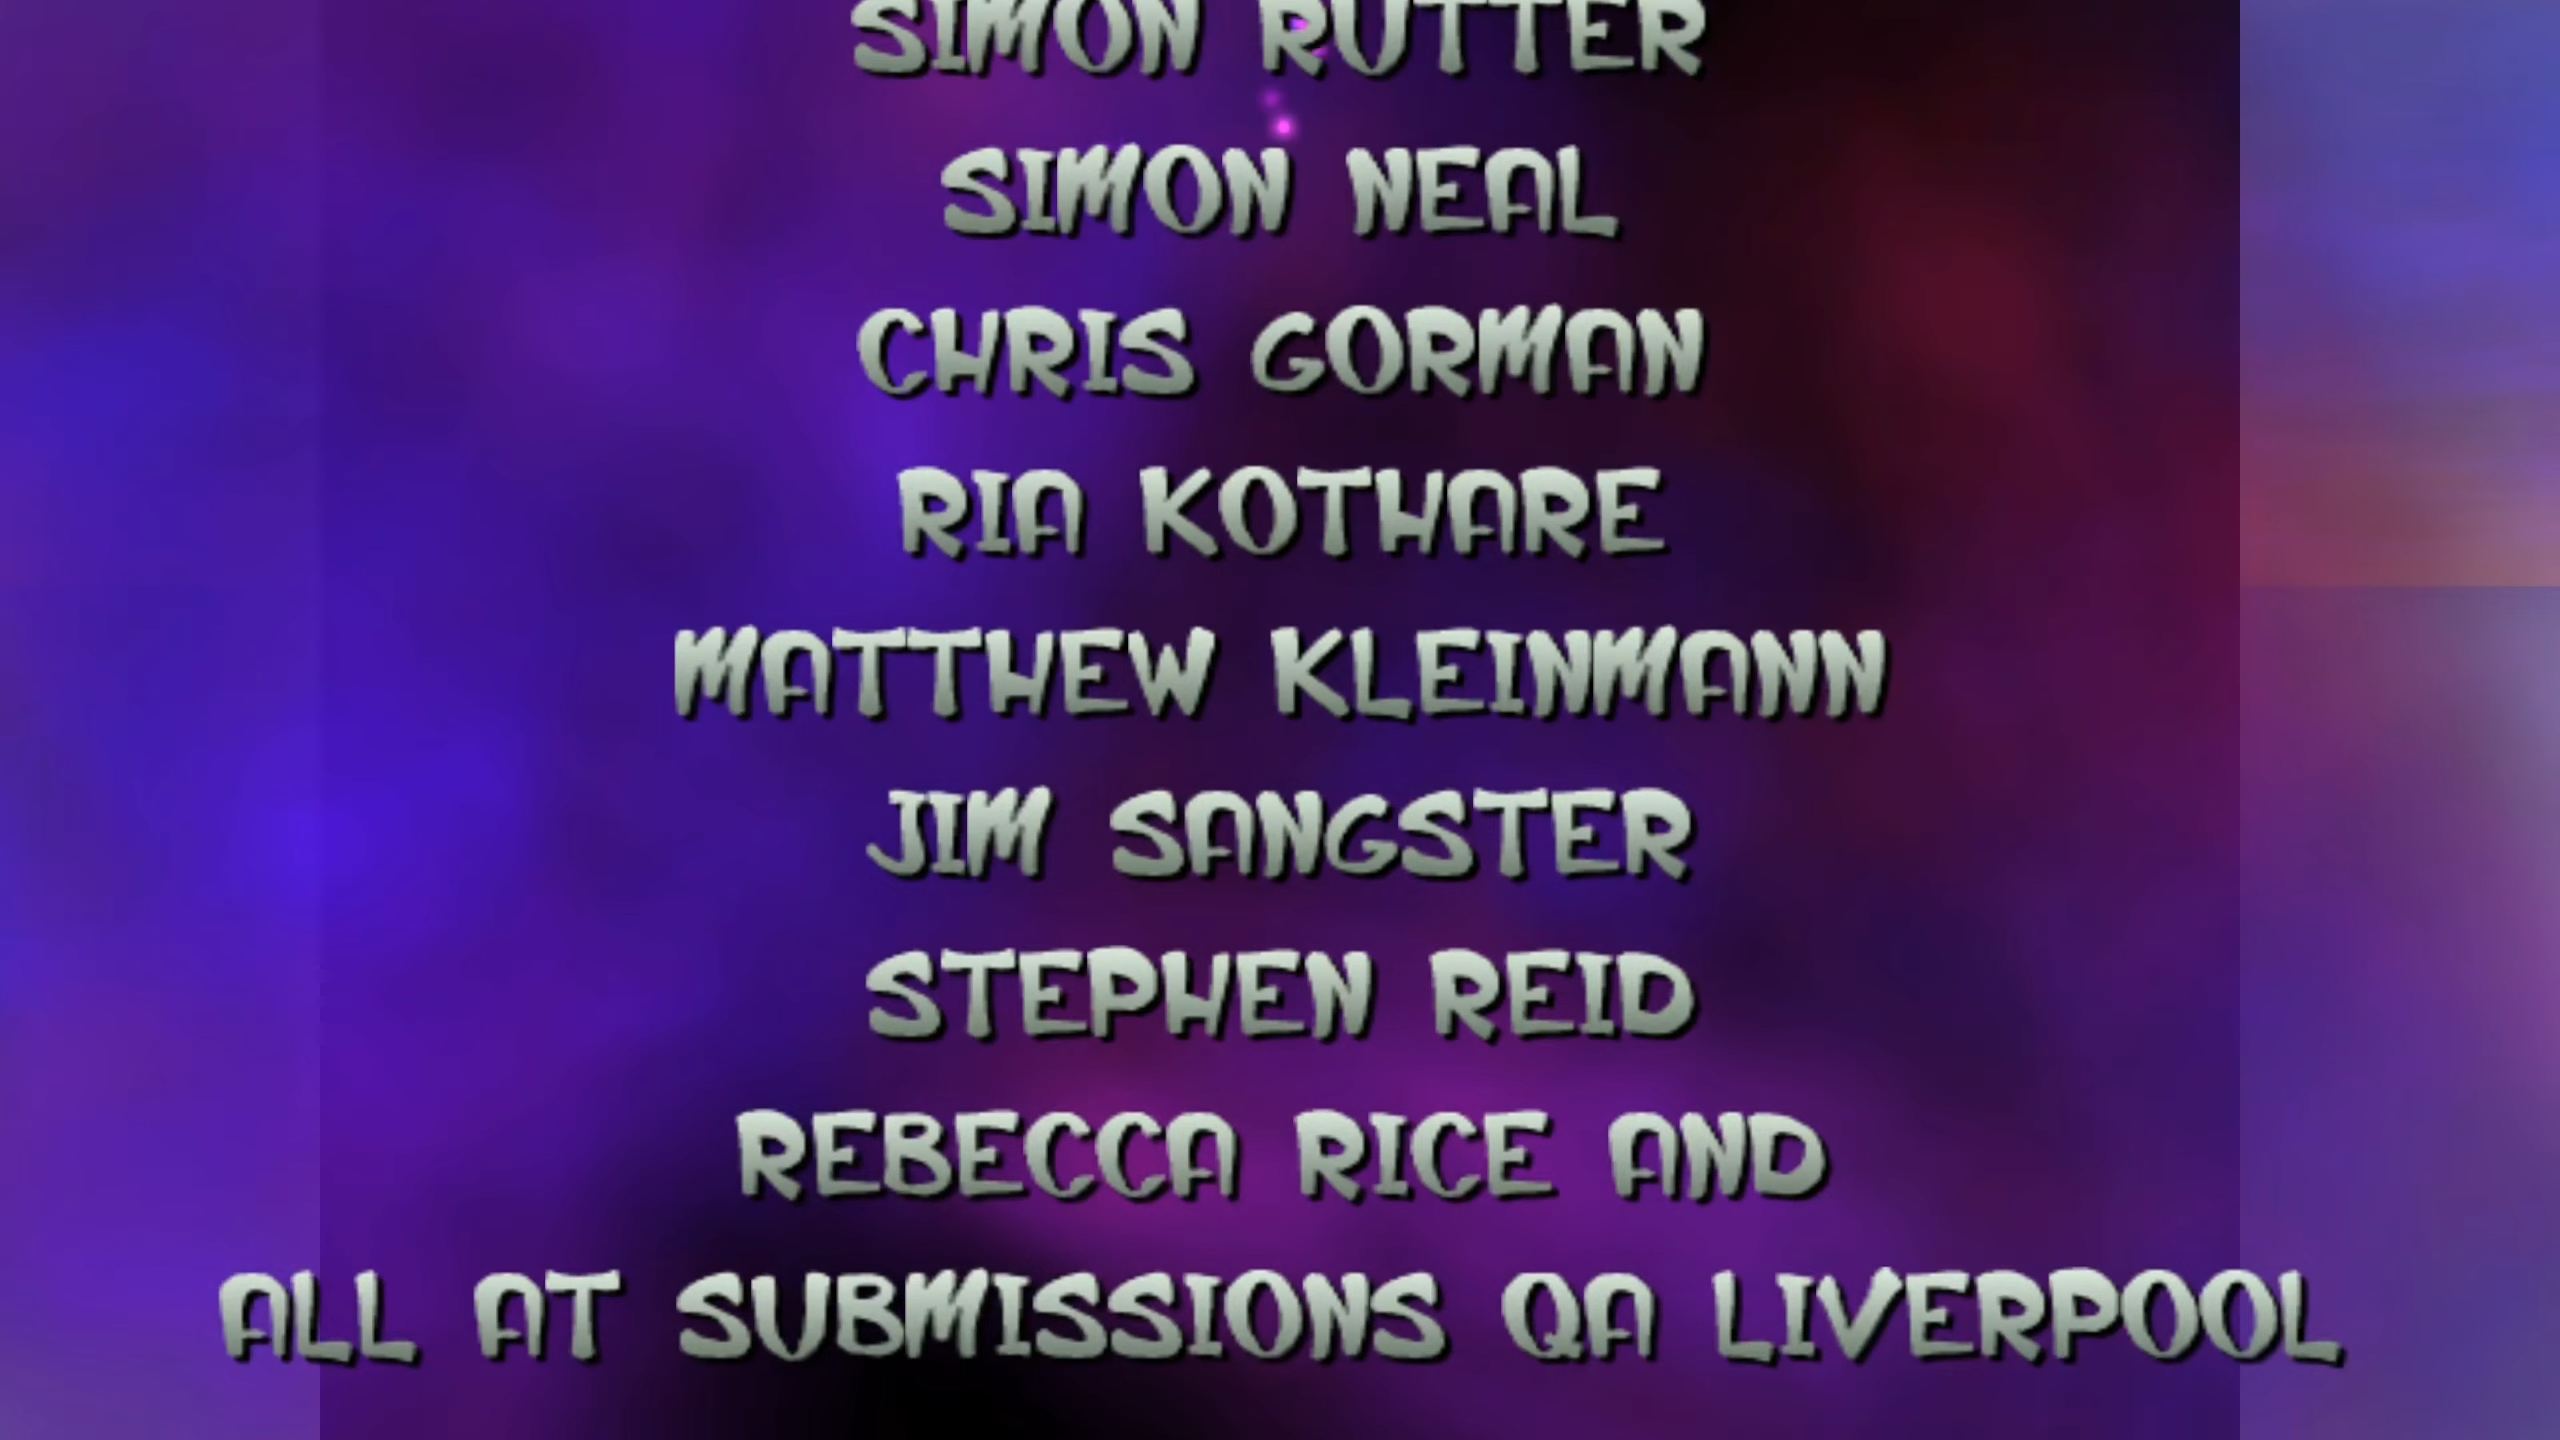 SIMON RUTTER
SIMON NEAL
CHRIS GORMAN
RIA KOTHARE
MATTHEW KLEINMANN
JIM SANGSTER
STEPHEN REID
REBECCA RICE AND
ALL AT SUBMISSIONS QA LIVERPOOL